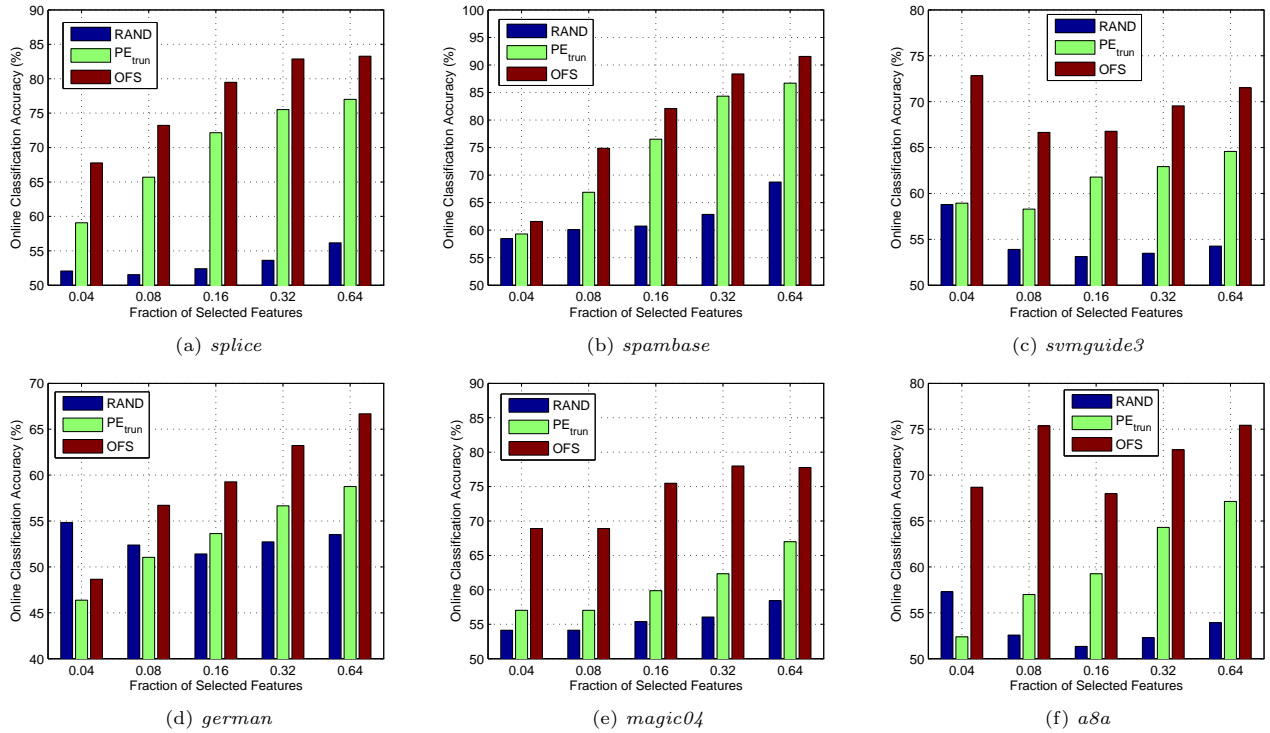 90
85
80
75
70
65
60
55
50
Online Classification Accuracy (%)
RAND
PE_trun
OFS
0.04 0.08 0.16 0.32 0.64
Fraction of Selected Features
(a) splice
100
95
90
85
80
75
70
65
60
55
50
Online Classification Accuracy (%)
RAND
PE_trun
OFS
0.04 0.08 0.16 0.32 0.64
Fraction of Selected Features
(b) spambase
80
75
70
65
60
55
50
Online Classification Accuracy (%)
RAND
PE_trun
OFS
0.04 0.08 0.16 0.32 0.64
Fraction of Selected Features
(c) svmguide3
70
65
60
55
50
45
40
Online Classification Accuracy (%)
RAND
PE_trun
OFS
0.04 0.08 0.16 0.32 0.64
Fraction of Selected Features
(d) german
90
85
80
75
70
65
60
55
50
Online Classification Accuracy (%)
RAND
PE_trun
OFS
0.04 0.08 0.16 0.32 0.64
Fraction of Selected Features
(e) magic04
80
75
70
65
60
55
50
Online Classification Accuracy (%)
RAND
PE_trun
OFS
0.04 0.08 0.16 0.32 0.64
Fraction of Selected Features
(f) a8a